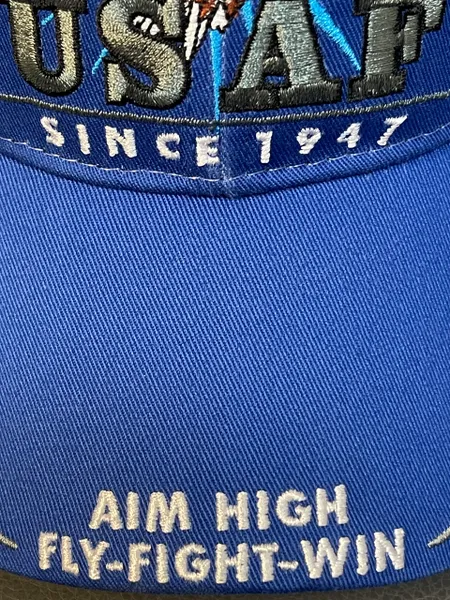 USAF
SINCE 1947
AIM HIGH
FLY-FIGHT-WIN